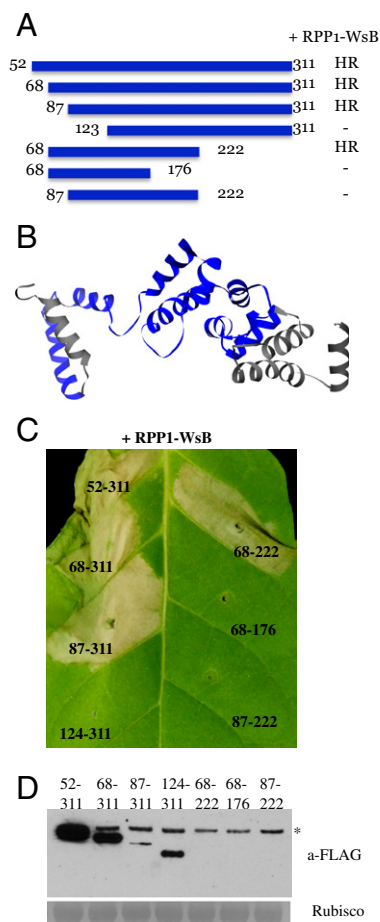 A
+ RPP1-WsB
52 311 HR
68 311 HR
87 311 HR
123 311 -
68 222 HR
68 176 -
87 222 -
B
C
+ RPP1-WsB
52-311
68-222
68-311
68-176
87-311
87-222
124-311
D
52- 68- 87- 124- 68- 68- 87-
311 311 311 311 222 176 222
*
a-FLAG
Rubisco